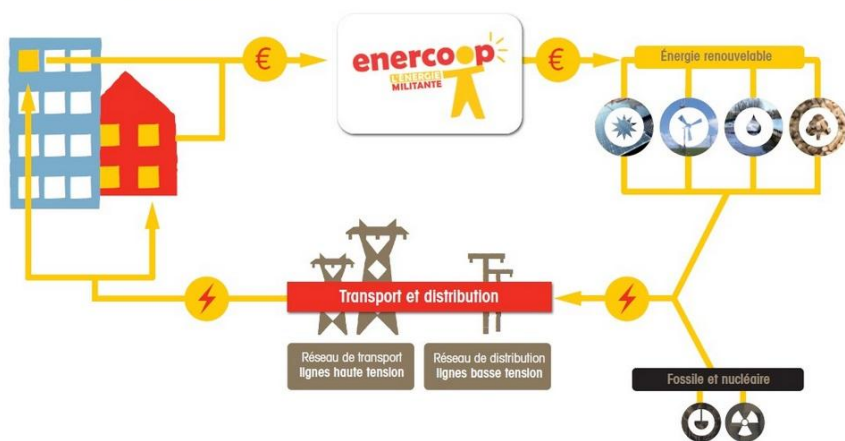 €
enercoop
L'ÉNERGIE
MILITANTE
€
Énergie renouvelable
Transport et distribution
Réseau de transport
lignes haute tension
Réseau de distribution
lignes basse tension
Fossile et nucléaire